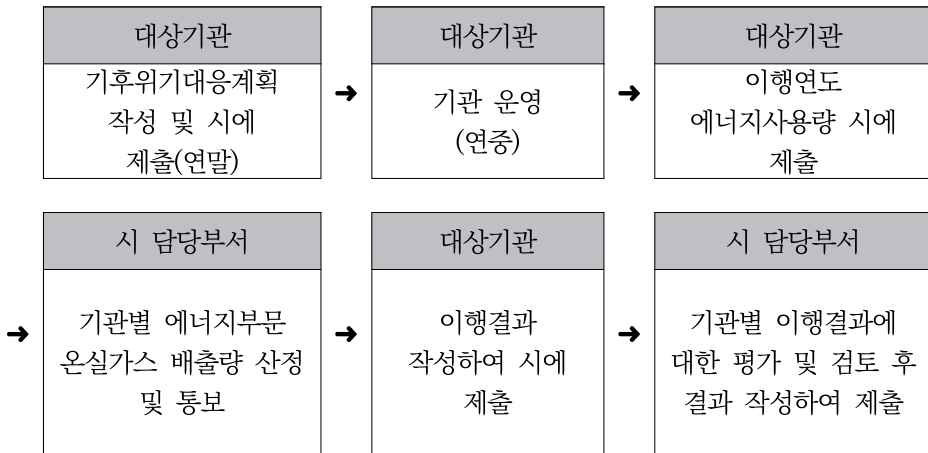 대상기관
기후위기대응계획
작성 및 시에
제출(연말)
➜
대상기관
기관 운영
(연중)
➜
대상기관
이행연도
에너지사용량 시에
제출
➜
시 담당부서
기관별 에너지부문
온실가스 배출량 산정
및 통보
➜
대상기관
이행결과
작성하여 시에
제출
➜
시 담당부서
기관별 이행결과에
대한 평가 및 검토 후
결과 작성하여 제출